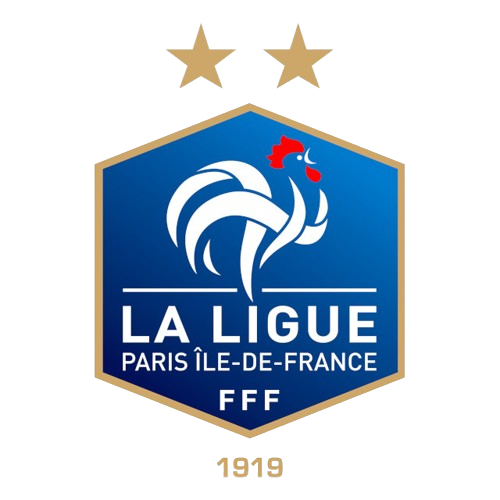 LA LIGUE
PARIS ÎLE-DE-FRANCE
FFF
1919